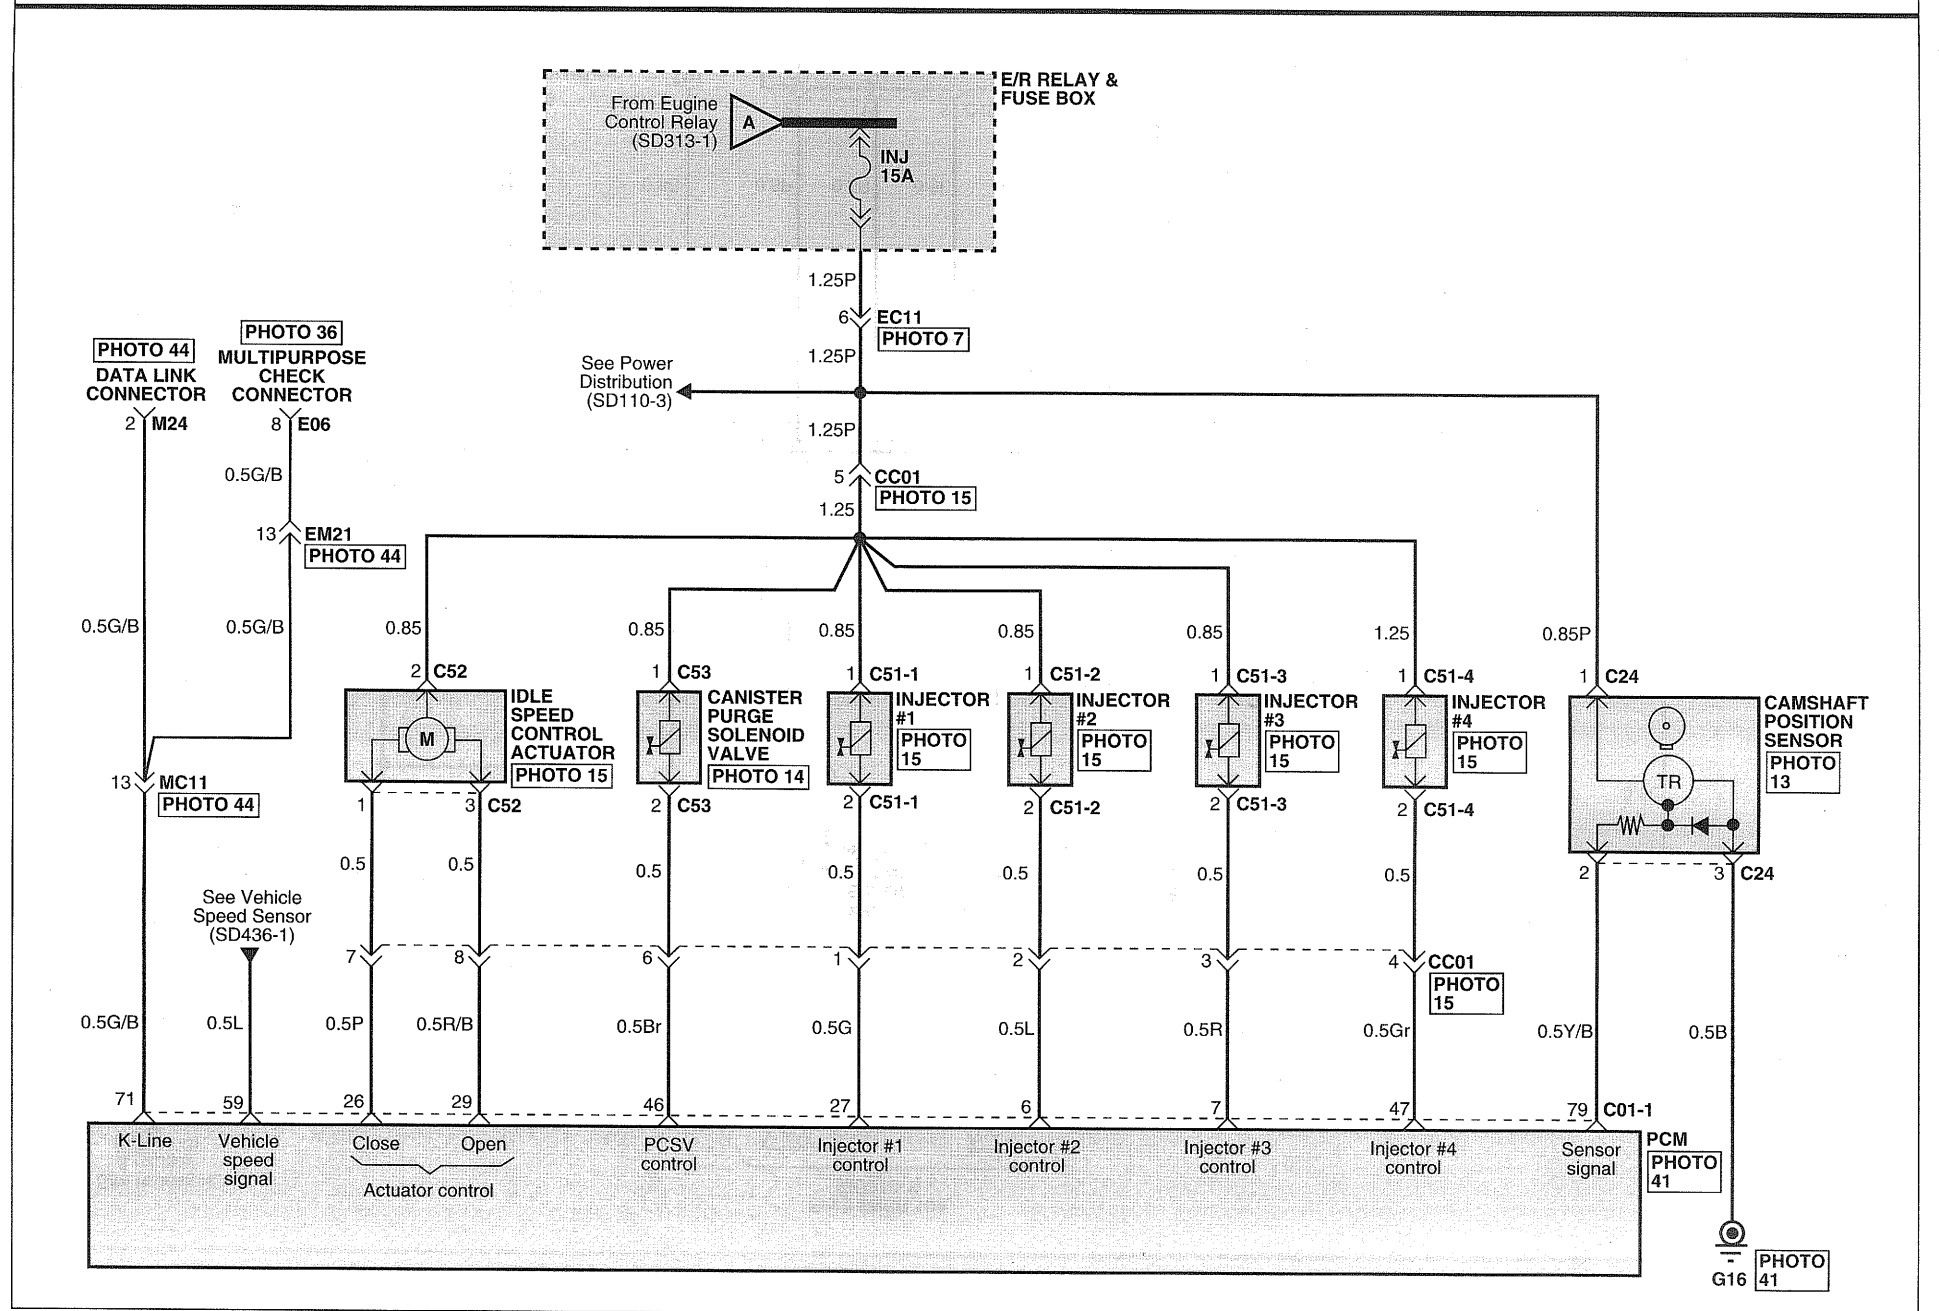 E/R RELAY &
FUSE BOX
From Eugine
Control Relay
(SD313-1)
A
INJ
15A
1.25P
6
EC11
PHOTO 7
1.25P
See Power
Distribution
(SD110-3)
1.25P
5
CC01
PHOTO 15
1.25
PHOTO 44
DATA LINK
CONNECTOR
2
M24
PHOTO 36
MULTIPURPOSE
CHECK
CONNECTOR
8
E06
0.5G/B
13
EM21
PHOTO 44
0.5G/B
0.5G/B
13
MC11
PHOTO 44
0.85
0.85
0.85
0.85
0.85
1.25
0.85P
2
C52
IDLE
SPEED
CONTROL
ACTUATOR
PHOTO 15
M
1
3
C52
1
C53
CANISTER
PURGE
SOLENOID
VALVE
PHOTO 14
2
C53
1
C51-1
INJECTOR
#1
PHOTO
15
2
C51-1
1
C51-2
INJECTOR
#2
PHOTO
15
2
C51-2
1
C51-3
INJECTOR
#3
PHOTO
15
2
C51-3
1
C51-4
INJECTOR
#4
PHOTO
15
2
C51-4
1
C24
CAMSHAFT
POSITION
SENSOR
PHOTO
13
TR
2
3
C24
0.5
0.5
0.5
0.5
0.5
0.5
0.5
See Vehicle
Speed Sensor
(SD436-1)
7
8
6
1
2
3
4
CC01
PHOTO
15
0.5G/B
0.5L
0.5P
0.5R/B
0.5Br
0.5G
0.5L
0.5R
0.5Gr
0.5Y/B
0.5B
71
59
26
29
46
27
6
7
47
79
C01-1
K-Line
Vehicle
speed
signal
Close
Open
Actuator control
PCSV
control
Injector #1
control
Injector #2
control
Injector #3
control
Injector #4
control
Sensor
signal
PCM
PHOTO
41
G16
PHOTO
41